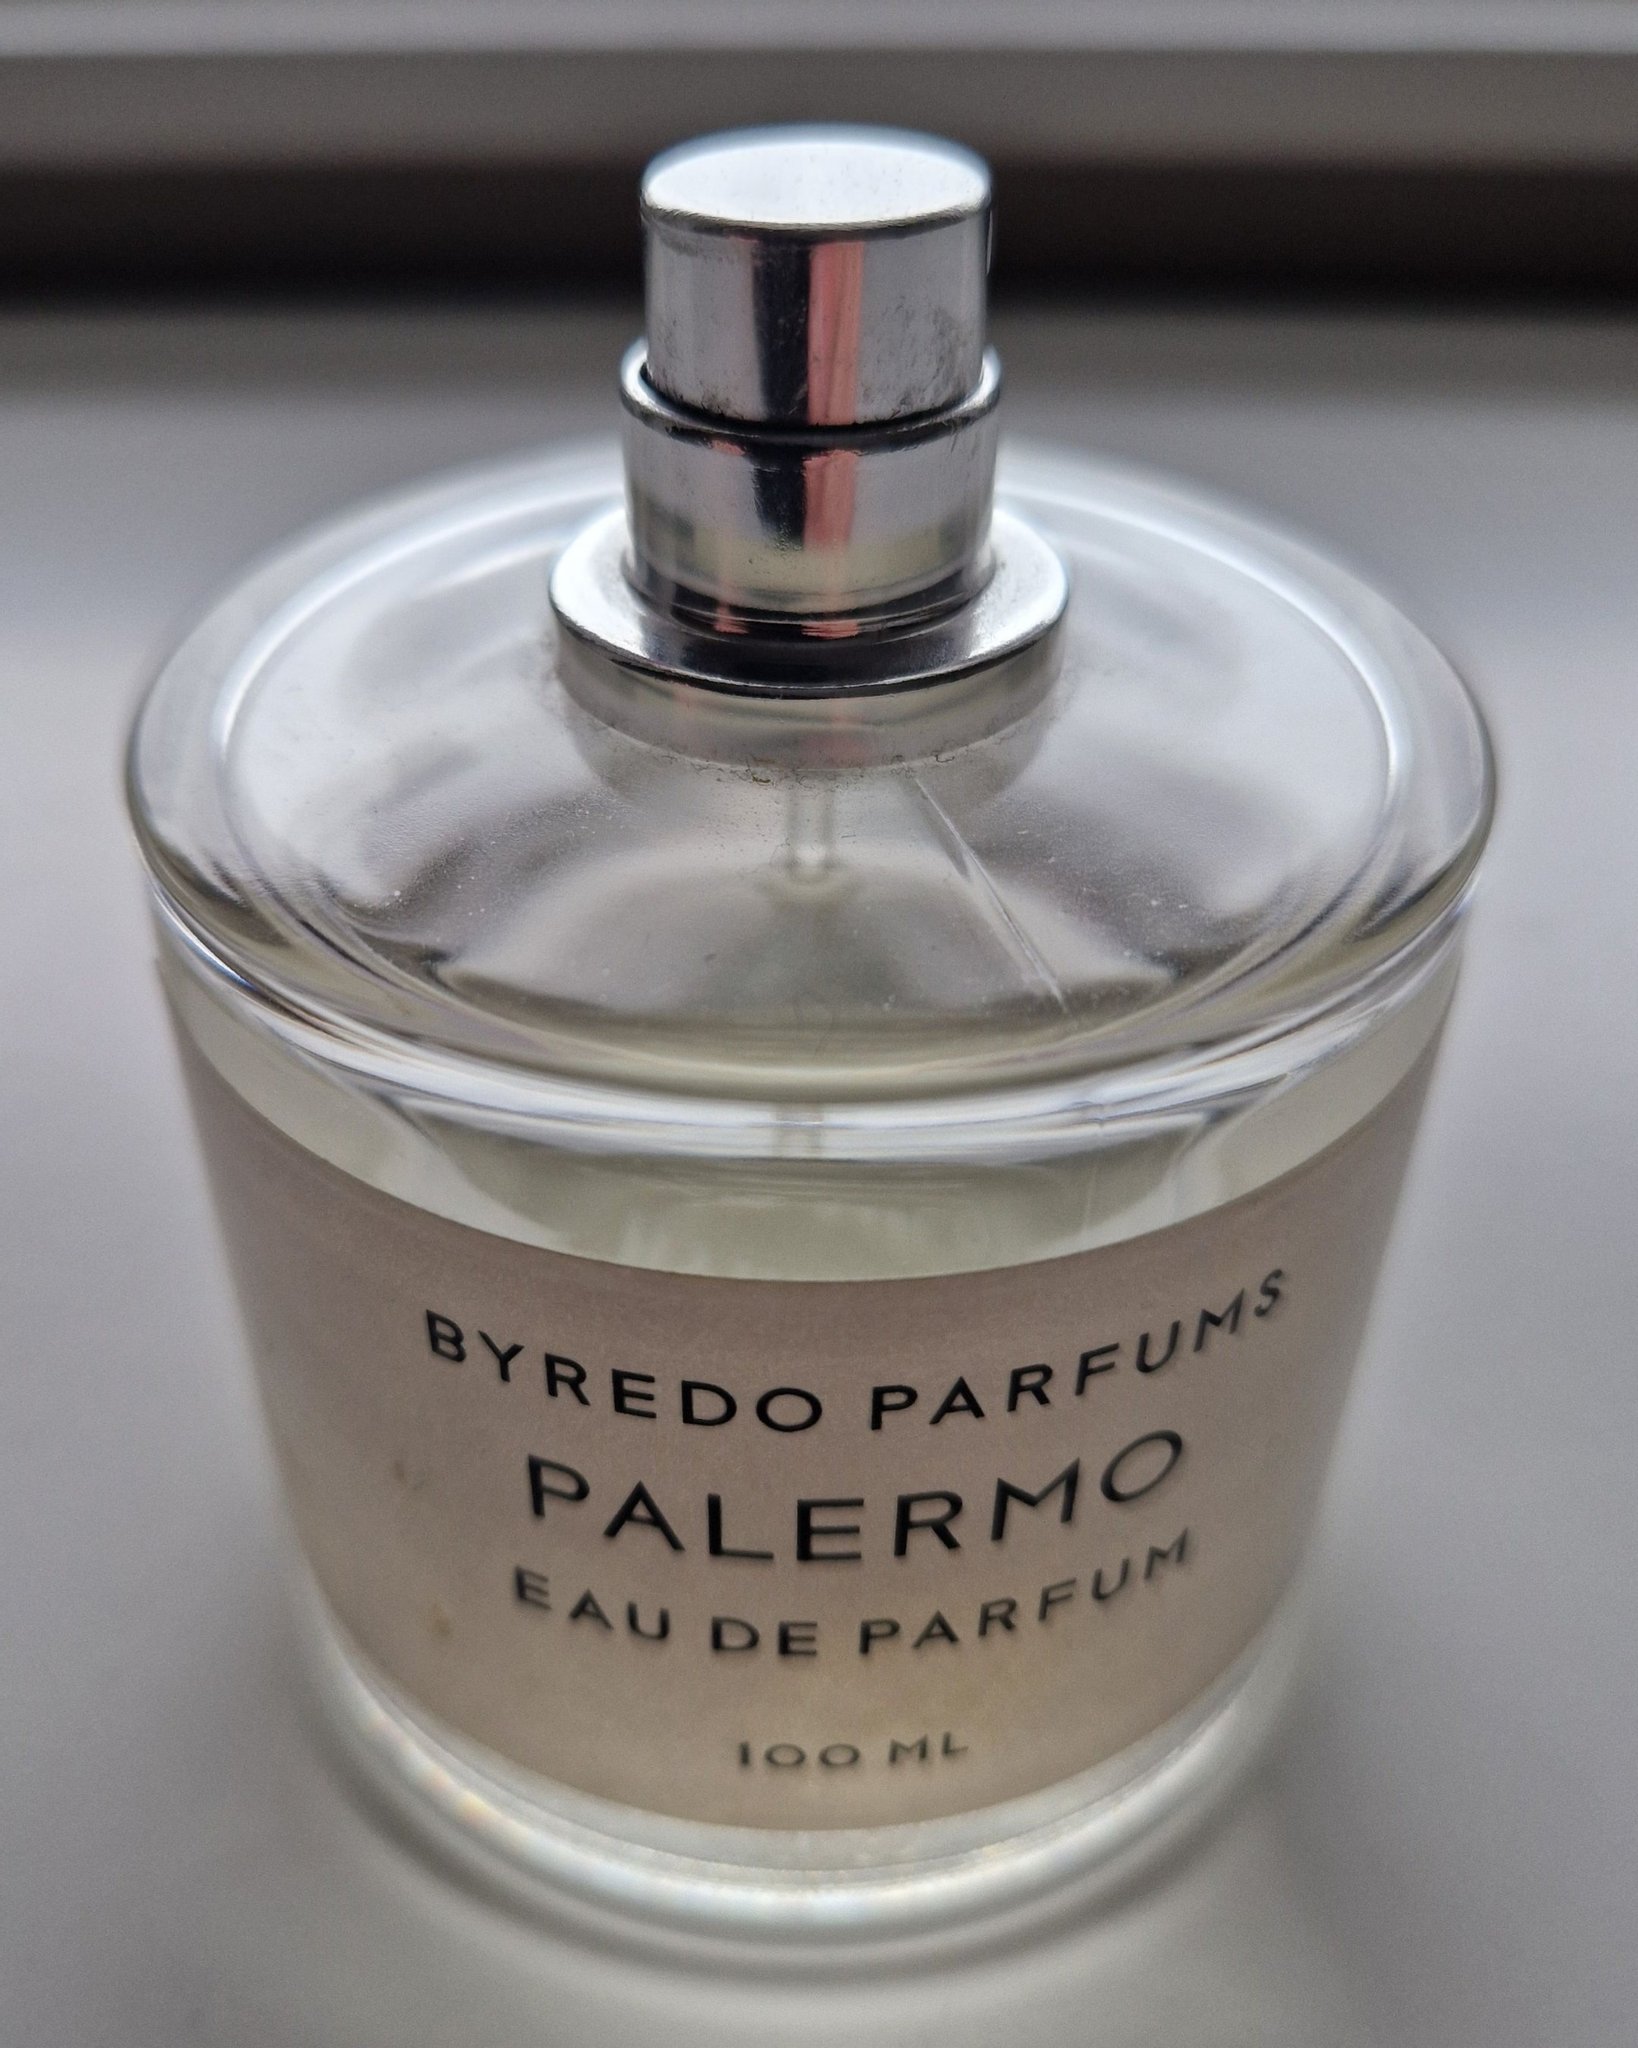 BYREDO PARFUMS
PALERMO
EAU DE PARFUM
100 ML